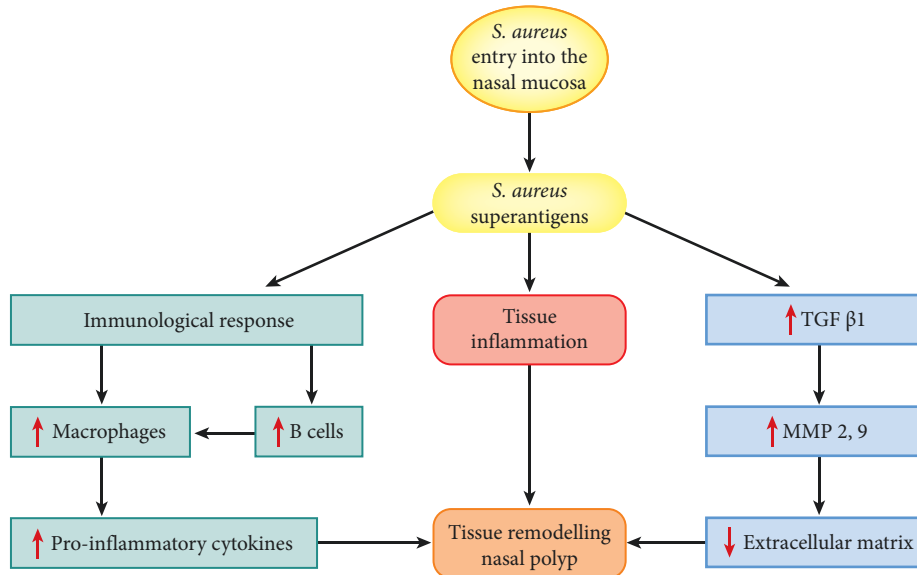 S. aureus
entry into the
nasal mucosa
S. aureus
superantigens
Immunological response
Tissue
inflammation
TGF β1
Macrophages
B cells
MMP 2, 9
Pro-inflammatory cytokines
Tissue remodelling
nasal polyp
Extracellular matrix